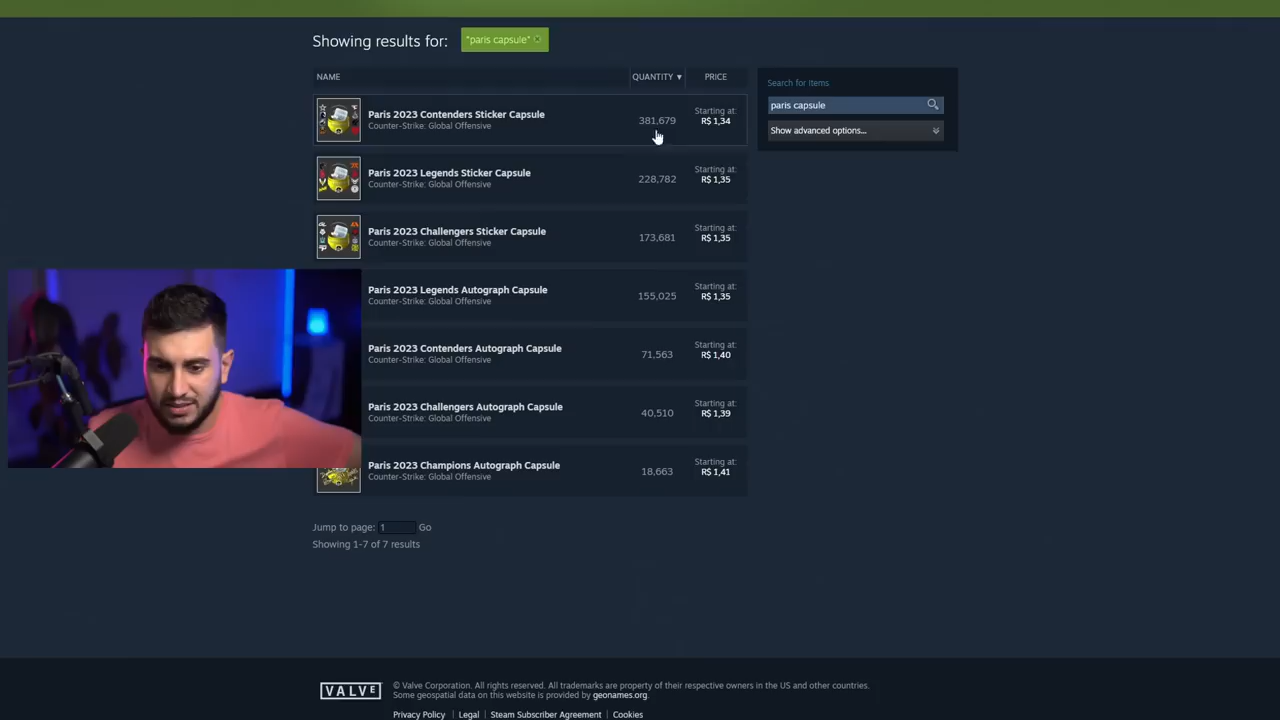 Showing results for: "paris capsule" ×
NAME QUANTITY ▼ PRICE
Paris 2023 Contenders Sticker Capsule
Counter-Strike: Global Offensive
381,679
Starting at:
R$ 1,34
Paris 2023 Legends Sticker Capsule
Counter-Strike: Global Offensive
228,782
Starting at:
R$ 1,35
Paris 2023 Challengers Sticker Capsule
Counter-Strike: Global Offensive
173,681
Starting at:
R$ 1,35
Paris 2023 Legends Autograph Capsule
Counter-Strike: Global Offensive
155,025
Starting at:
R$ 1,35
Paris 2023 Contenders Autograph Capsule
Counter-Strike: Global Offensive
71,563
Starting at:
R$ 1,40
Paris 2023 Challengers Autograph Capsule
Counter-Strike: Global Offensive
40,510
Starting at:
R$ 1,39
Paris 2023 Champions Autograph Capsule
Counter-Strike: Global Offensive
18,663
Starting at:
R$ 1,41
Jump to page: 1 Go
Showing 1-7 of 7 results
Search for Items
paris capsule
Show advanced options...
VALVE
© Valve Corporation. All rights reserved. All trademarks are property of their respective owners in the US and other countries.
Some geospatial data on this website is provided by geonames.org.
Privacy Policy | Legal | Steam Subscriber Agreement | Cookies